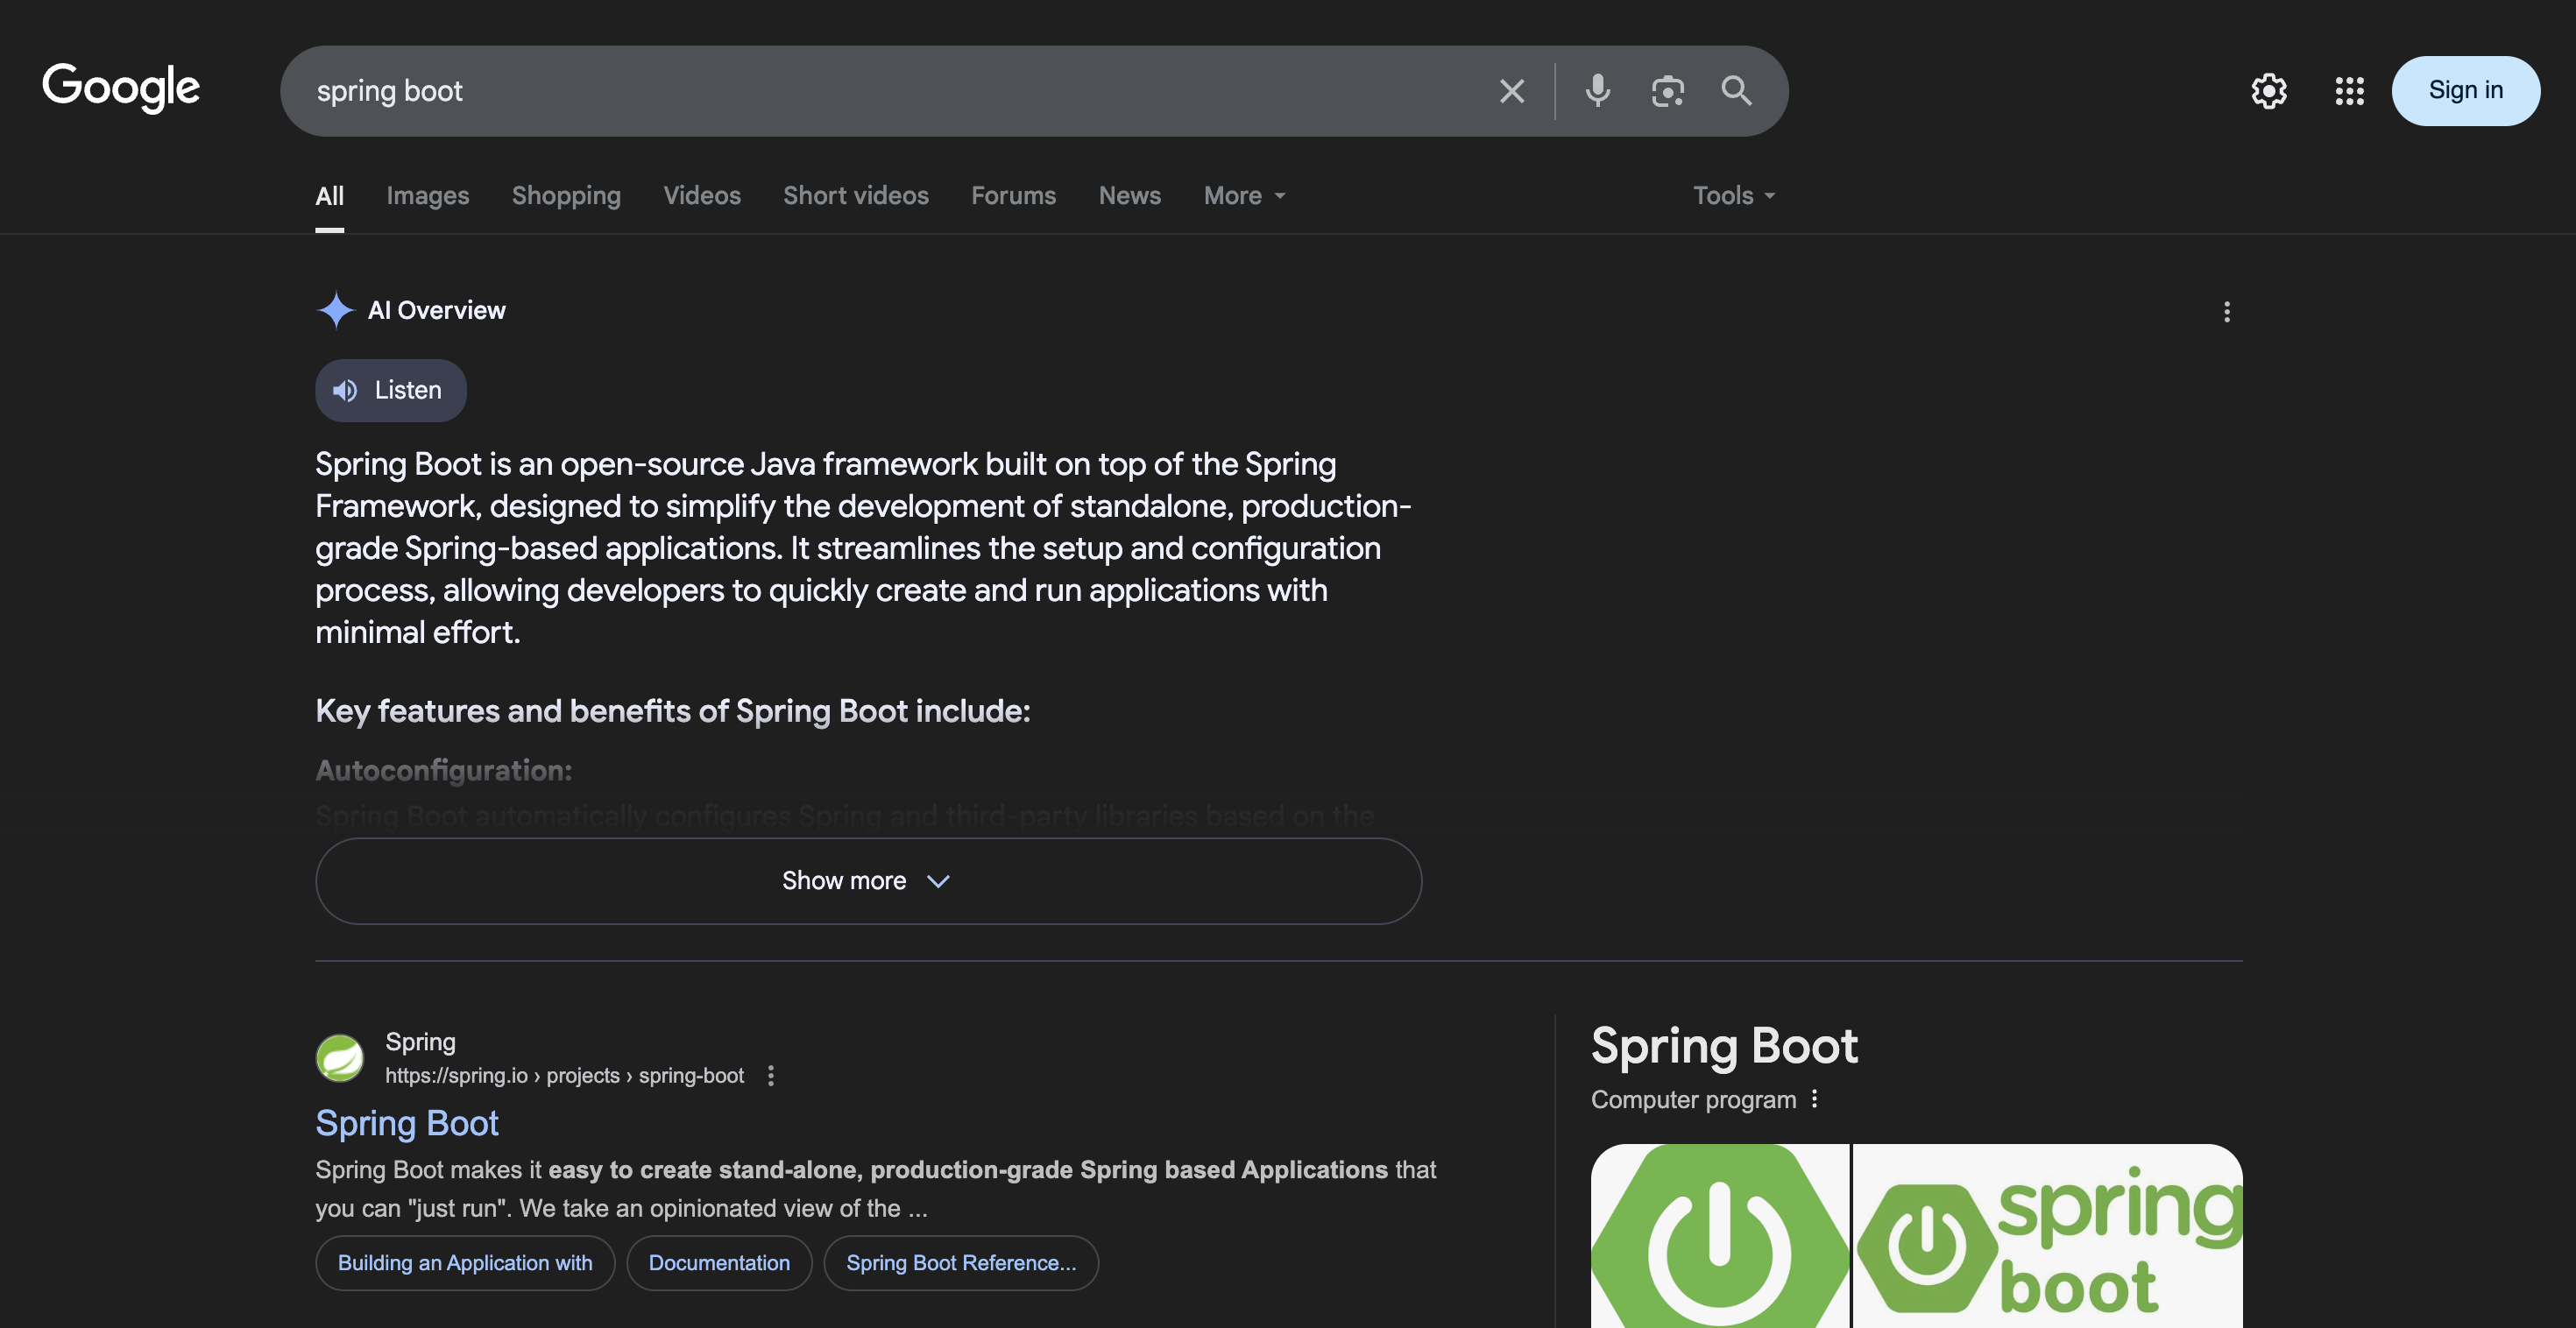 Google
spring boot
Sign in
All Images Shopping Videos Short videos Forums News More Tools
AI Overview
Listen
Spring Boot is an open-source Java framework built on top of the Spring
Framework, designed to simplify the development of standalone, production-
grade Spring-based applications. It streamlines the setup and configuration
process, allowing developers to quickly create and run applications with
minimal effort.
Key features and benefits of Spring Boot include:
Autoconfiguration:
Spring Boot automatically configures Spring and third-party libraries based on the
Show more
Spring
https://spring.io › projects › spring-boot
Spring Boot
Spring Boot makes it easy to create stand-alone, production-grade Spring based Applications that
you can "just run". We take an opinionated view of the ...
Building an Application with
Documentation
Spring Boot Reference...
Spring Boot
Computer program
spring
boot